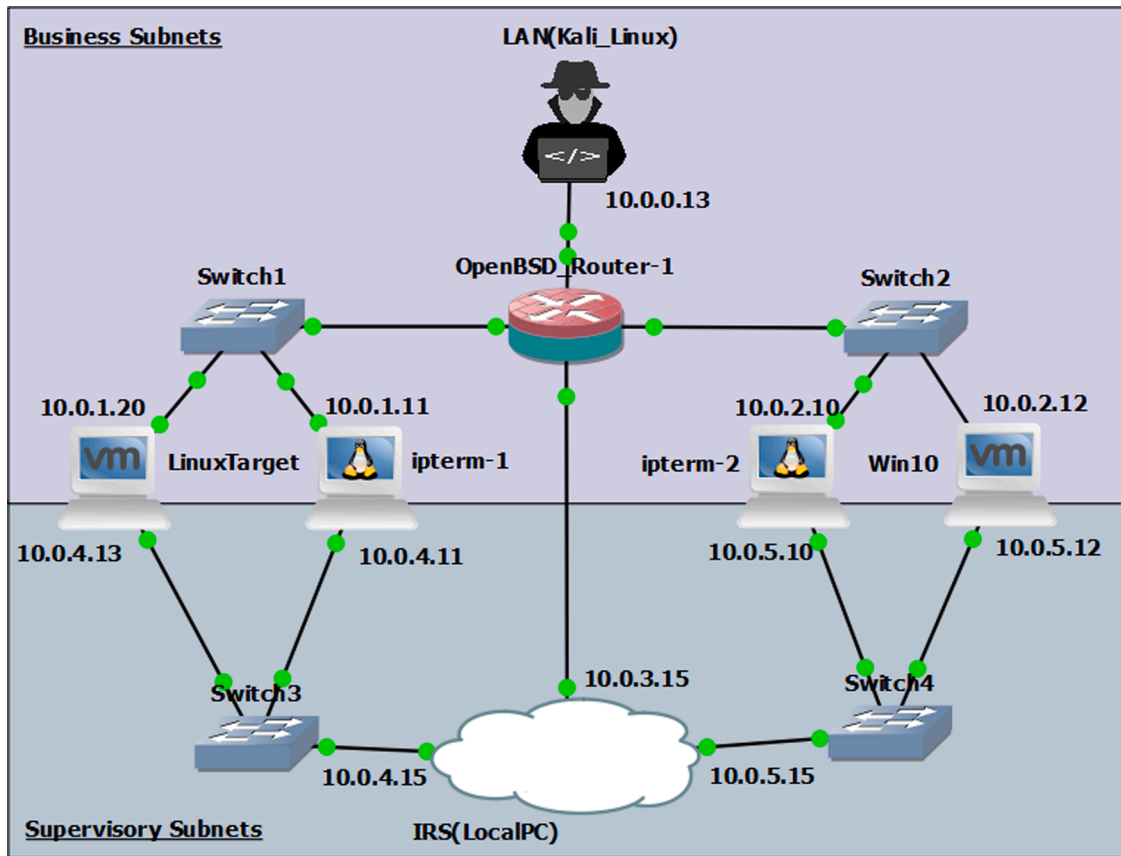 Business Subnets
LAN(Kali_Linux)
</>
10.0.0.13
OpenBSD_Router-1
Switch1
Switch2
10.0.1.20
10.0.1.11
10.0.2.10
10.0.2.12
vm
LinuxTarget
ipterm-1
ipterm-2
Win10
vm
10.0.4.13
10.0.4.11
10.0.5.10
10.0.5.12
Switch3
10.0.3.15
Switch4
10.0.4.15
10.0.5.15
Supervisory Subnets
IRS(LocalPC)